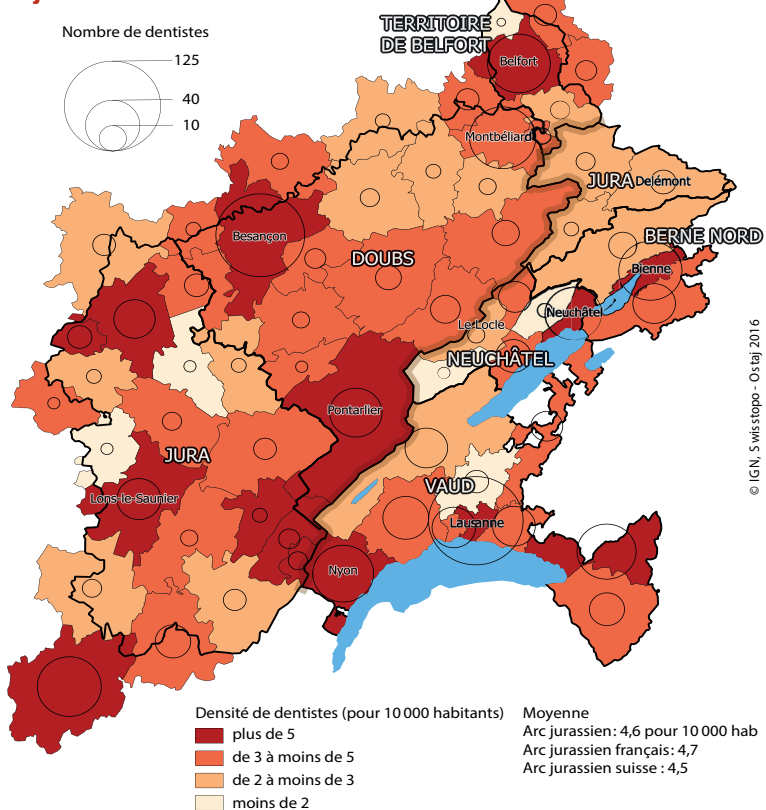 Nombre de dentistes
125
40
10
TERRITOIRE
DE BELFORT
Belfort
Montbéliard
JURA
Delémont
Besançon
DOUBS
BERNE NORD
Bienne
Neuchâtel
Le Locle
NEUCHÂTEL
Pontarlier
JURA
VAUD
Lons-le-Saunier
Lausanne
Nyon
© IGN, Swisstopo - Ostaj 2016
Densité de dentistes (pour 10 000 habitants)
plus de 5
de 3 à moins de 5
de 2 à moins de 3
moins de 2
Moyenne
Arc jurassien : 4,6 pour 10 000 hab
Arc jurassien français : 4,7
Arc jurassien suisse : 4,5